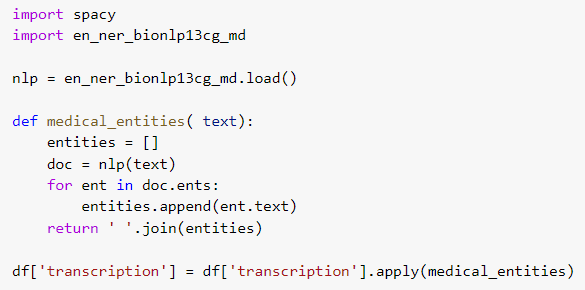 import spacy
import en_ner_bionlp13cg_md

nlp = en_ner_bionlp13cg_md.load()

def medical_entities( text):
    entities = []
    doc = nlp(text)
    for ent in doc.ents:
        entities.append(ent.text)
    return ' '.join(entities)

df['transcription'] = df['transcription'].apply(medical_entities)